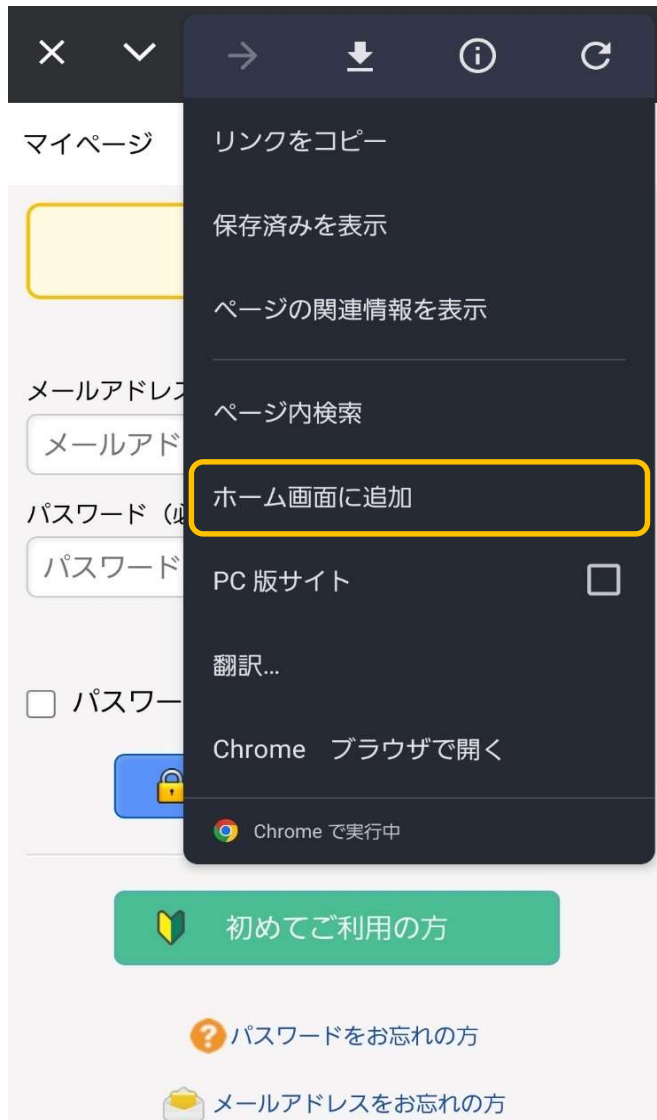 マイページ
リンクをコピー
保存済みを表示
ページの関連情報を表示
メールアドレス
メールアド
ページ内検索
ホーム画面に追加
パスワード（必
パスワード
PC 版サイト
翻訳...
パスワー
Chrome　ブラウザで開く
Chrome で実行中
初めてご利用の方
パスワードをお忘れの方
メールアドレスをお忘れの方